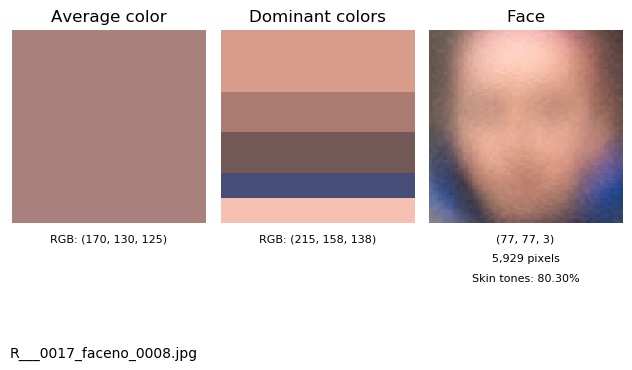 Average color
Dominant colors
Face
RGB: (170, 130, 125)
RGB: (215, 158, 138)
(77, 77, 3)
5,929 pixels
Skin tones: 80.30%
R___0017_faceno_0008.jpg